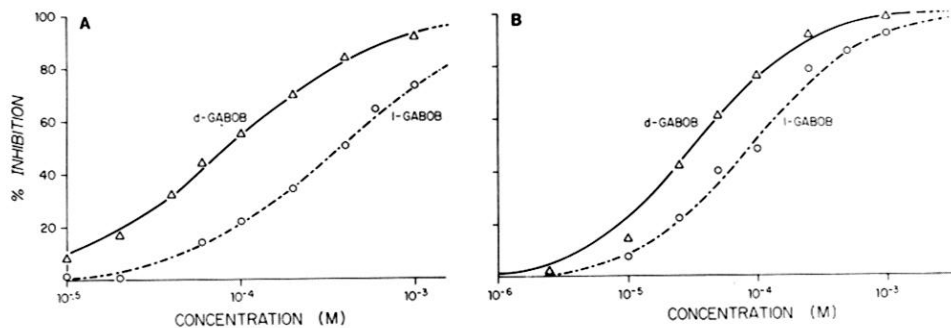 A
B
100
80
60
40
20
% INHIBITION
d-GABOB
l-GABOB
d-GABOB
l-GABOB
10-5
10-4
10-3
10-6
10-5
10-4
10-3
CONCENTRATION (M)
CONCENTRATION (M)